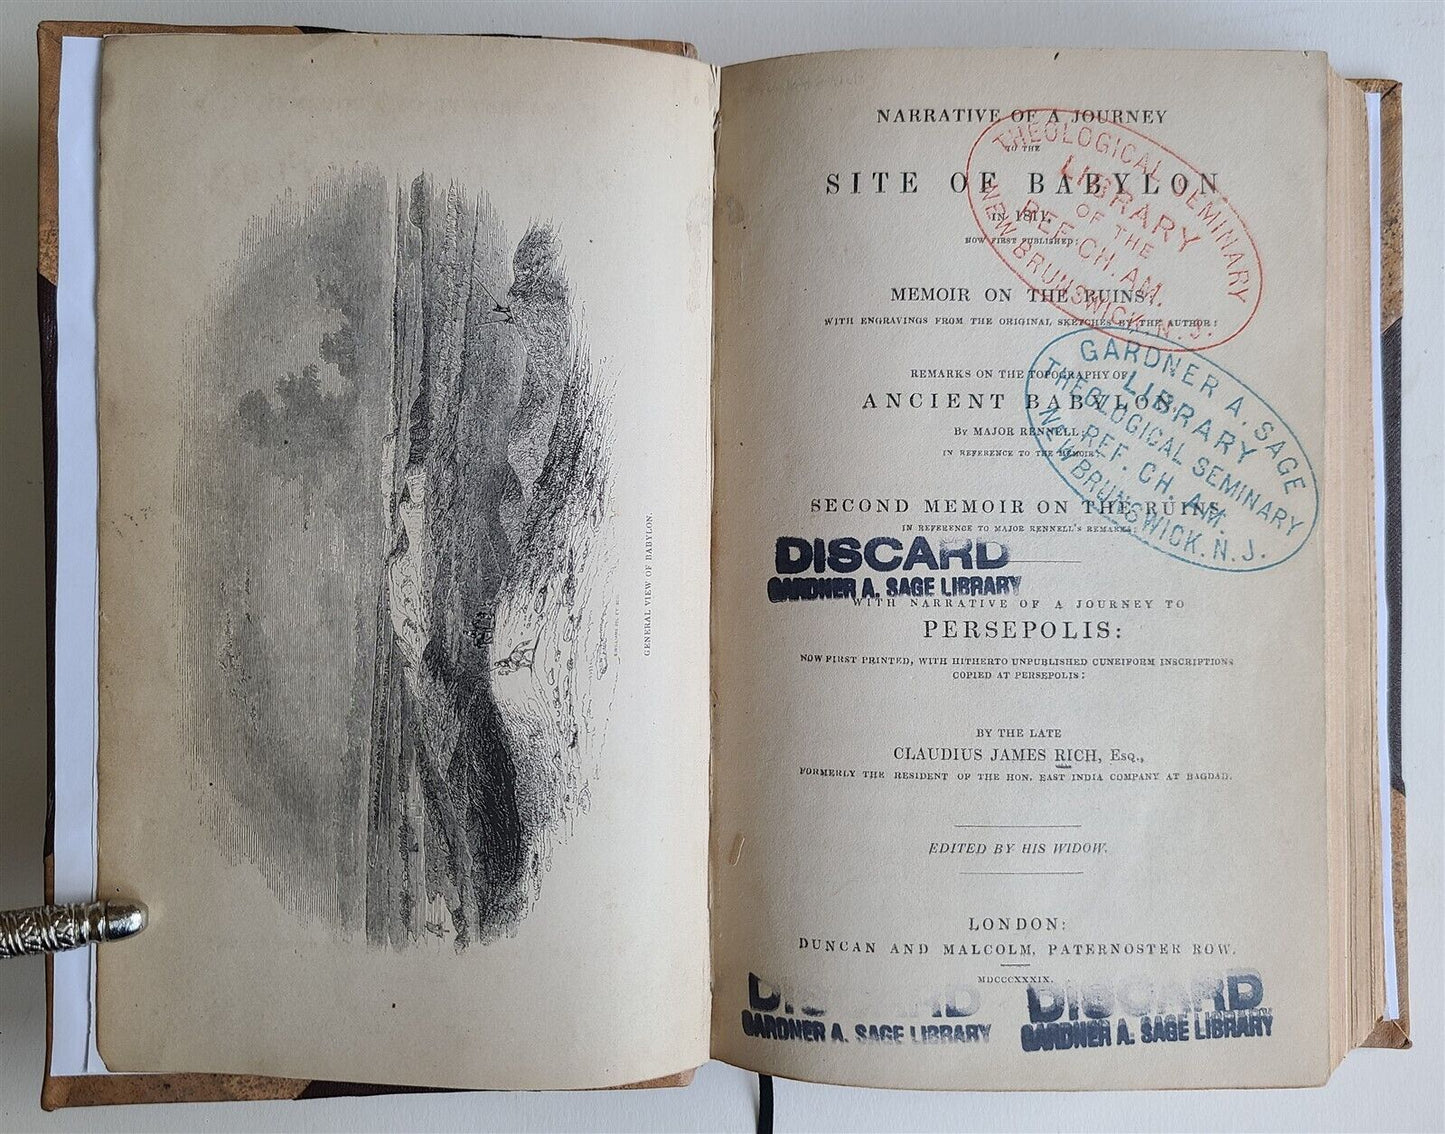 GENERAL VIEW OF BABYLON.
NARRATIVE OF A JOURNEY
TO THE
SITE OF BABYLON
IN 1811.
NOW FIRST PUBLISHED:
MEMOIR ON THE RUINS;
WITH ENGRAVINGS FROM THE ORIGINAL SKETCHES BY THE AUTHOR:
REMARKS ON THE TOPOGRAPHY OF
ANCIENT BABYLON,
BY MAJOR RENNELL;
IN REFERENCE TO THE MEMOIR:
SECOND MEMOIR ON THE RUINS,
IN REFERENCE TO MAJOR RENNELL'S REMARKS:
WITH NARRATIVE OF A JOURNEY TO
PERSEPOLIS:
NOW FIRST PRINTED, WITH HITHERTO UNPUBLISHED CUNEIFORM INSCRIPTIONS
COPIED AT PERSEPOLIS:
BY THE LATE
CLAUDIUS JAMES RICH, Esq.,
FORMERLY THE RESIDENT OF THE HON. EAST INDIA COMPANY AT BAGDAD.
EDITED BY HIS WIDOW.
LONDON:
DUNCAN AND MALCOLM, PATERNOSTER ROW.
MDCCCXXXIX.
THEOLOGICAL SEMINARY
LIBRARY
OF THE
REF. CH. AM.
NEW BRUNSWICK, N. J.
GARDNER A. SAGE
LIBRARY
THEOLOGICAL SEMINARY
REF. CH. AM.
NEW BRUNSWICK. N. J.
DISCARD
GARDNER A. SAGE LIBRARY
DISCARD
GARDNER A. SAGE LIBRARY
DISCARD
GARDNER A. SAGE LIBRARY